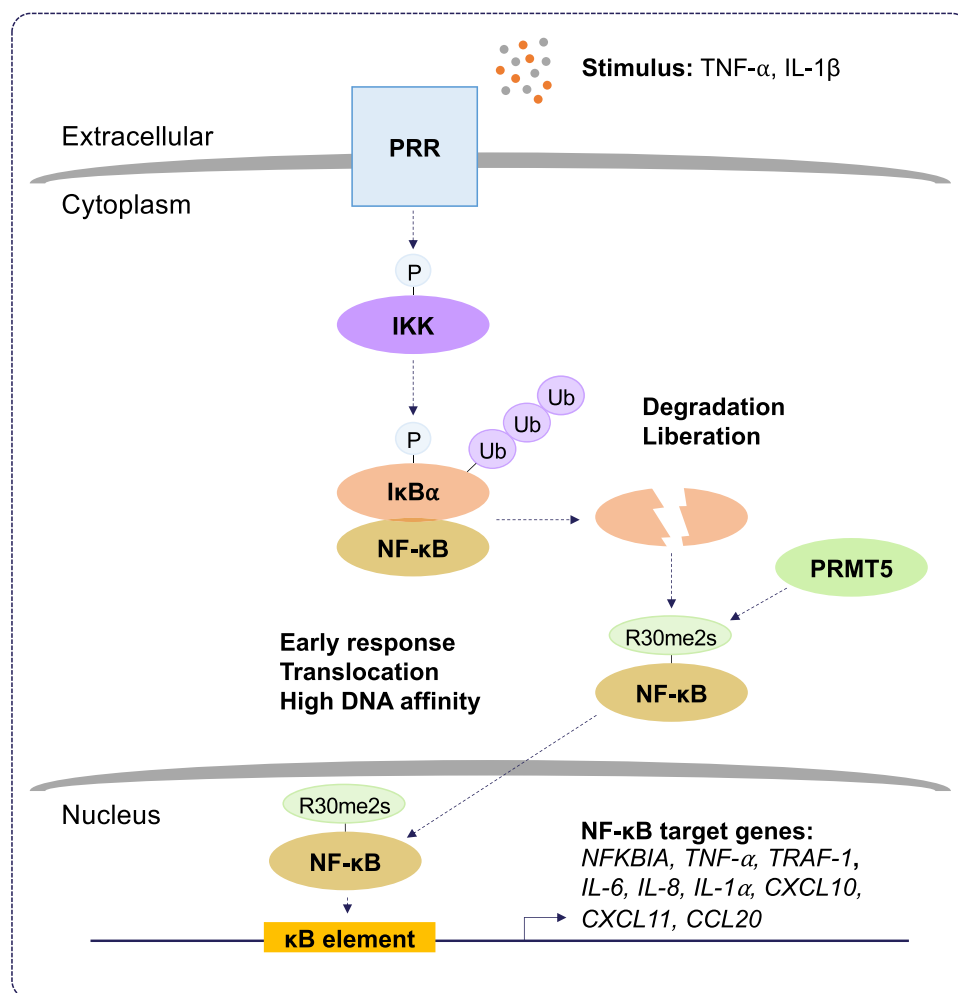 Stimulus: TNF-α, IL-1β
Extracellular
PRR
Cytoplasm
P
IKK
Ub
Ub
Ub
P
IκBα
NF-κB
Degradation
Liberation
PRMT5
R30me2s
NF-κB
Early response
Translocation
High DNA affinity
Nucleus
R30me2s
NF-κB
κB element
NF-κB target genes:
NFKBIA, TNF-α, TRAF-1,
IL-6, IL-8, IL-1α, CXCL10,
CXCL11, CCL20